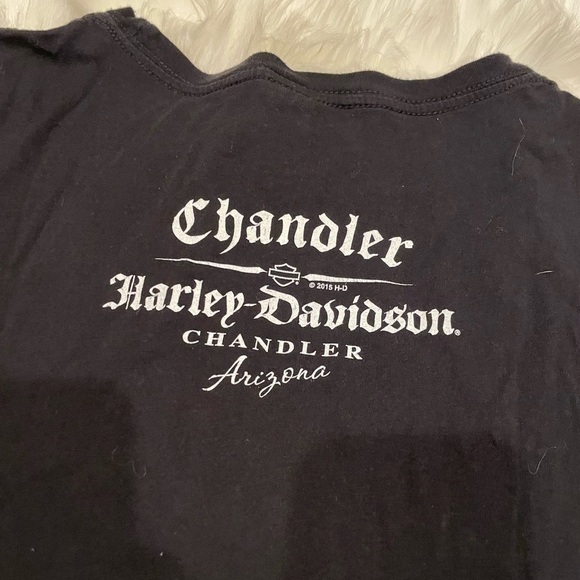 Chandler
© 2015 H-D
Harley-Davidson®
CHANDLER
Arizona